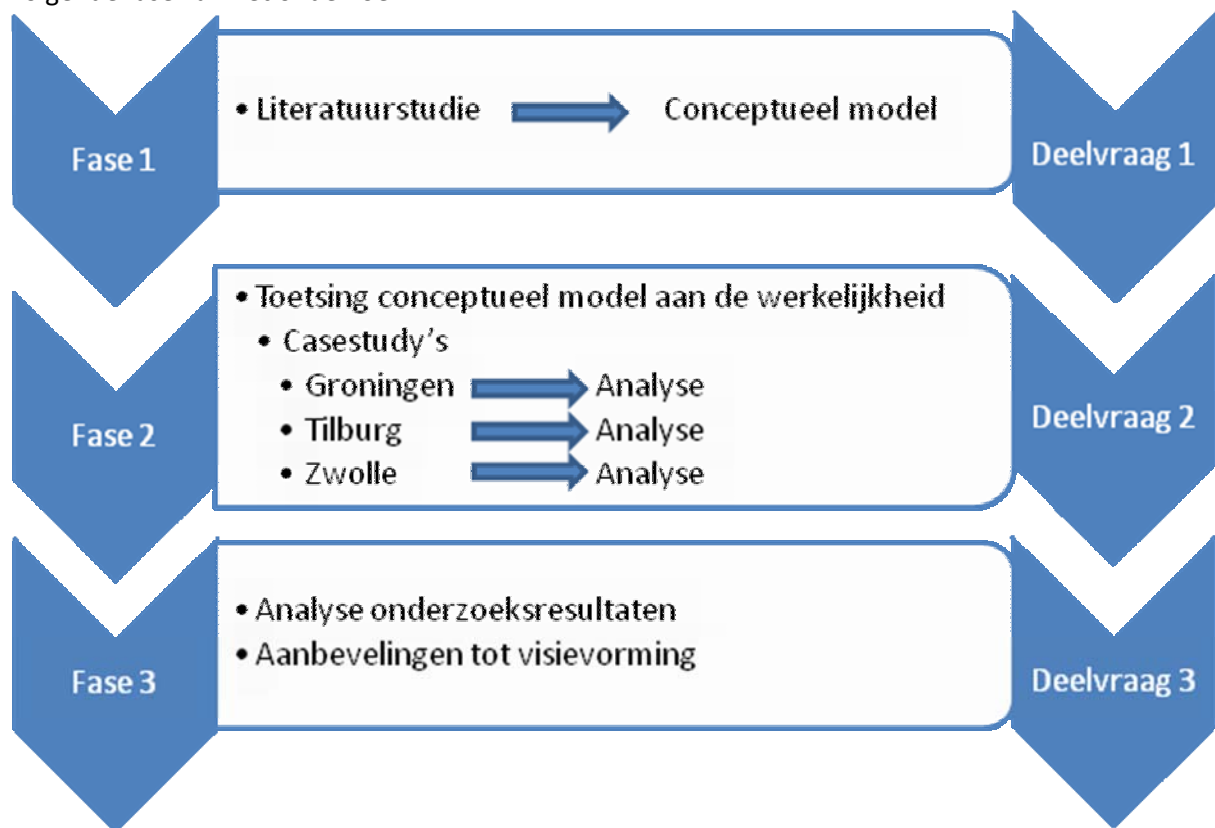 Fase 1
• Literatuurstudie Conceptueel model
Deelvraag 1
Fase 2
• Toetsing conceptueel model aan de werkelijkheid
• Casestudy's
• Groningen Analyse
• Tilburg Analyse
• Zwolle Analyse
Deelvraag 2
Fase 3
• Analyse onderzoeksresultaten
• Aanbevelingen tot visievorming
Deelvraag 3